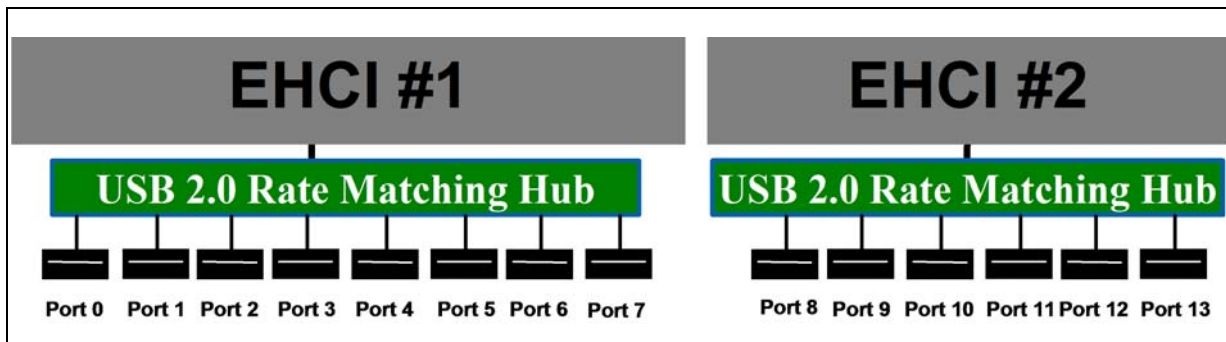 EHCI #1
EHCI #2
USB 2.0 Rate Matching Hub
USB 2.0 Rate Matching Hub
Port 0 Port 1 Port 2 Port 3 Port 4 Port 5 Port 6 Port 7
Port 8 Port 9 Port 10 Port 11 Port 12 Port 13